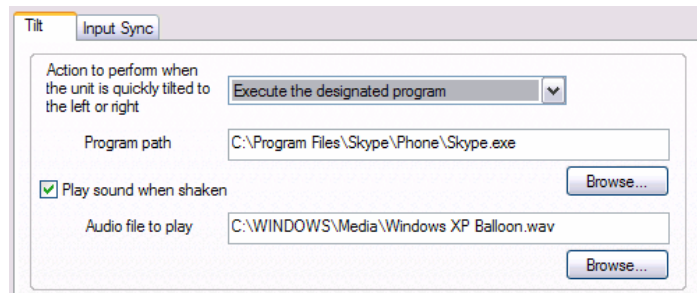 Tilt
Input Sync
Action to perform when
the unit is quickly tilted to
the left or right
Execute the designated program
Program path
C:\Program Files\Skype\Phone\Skype.exe
Browse...
Play sound when shaken
Audio file to play
C:\WINDOWS\Media\Windows XP Balloon.wav
Browse...